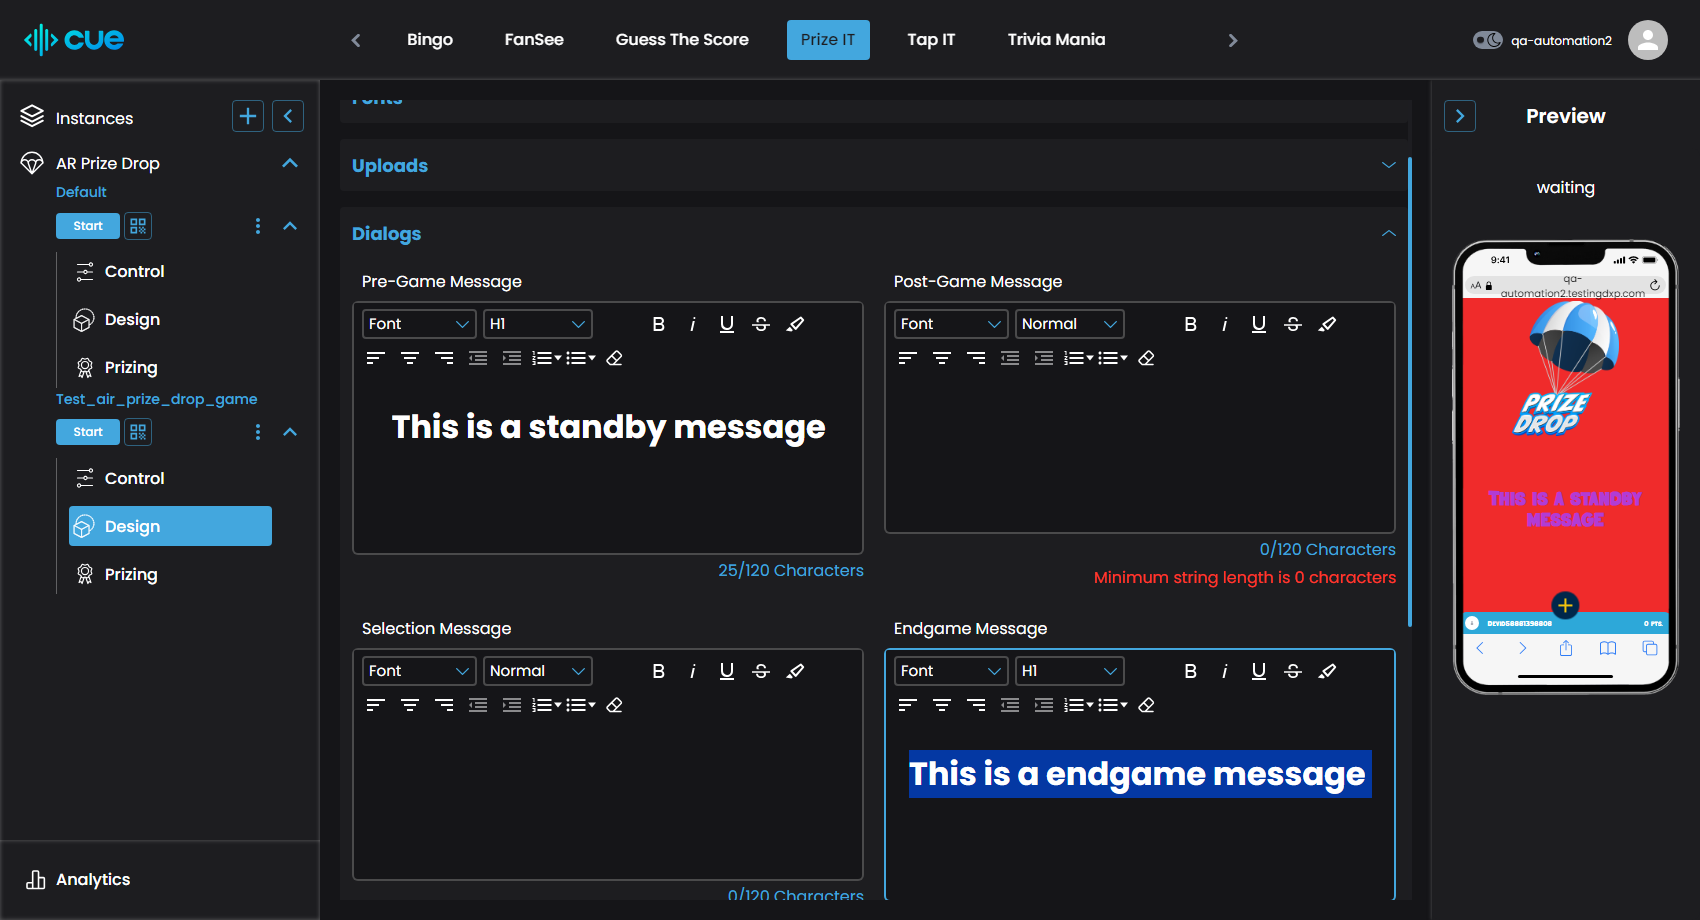 cue
Bingo
FanSee
Guess The Score
Prize IT
Tap IT
Trivia Mania
qa-automation2
Instances
AR Prize Drop
Default
Start
Control
Design
Prizing
Test_air_prize_drop_game
Start
Control
Design
Prizing
Analytics
Fonts
Uploads
Dialogs
Pre-Game Message
Font
H1
B i U S
This is a standby message
25/120 Characters
Post-Game Message
Font
Normal
B i U S
0/120 Characters
Minimum string length is 0 characters
Selection Message
Font
Normal
B i U S
0/120 Characters
Endgame Message
Font
H1
B i U S
This is a endgame message
Preview
waiting
9:41
AA
qa-
automation2.testingdxp.com
PRIZE
DROP
THIS IS A STANDBY
MESSAGE
0 PTS.